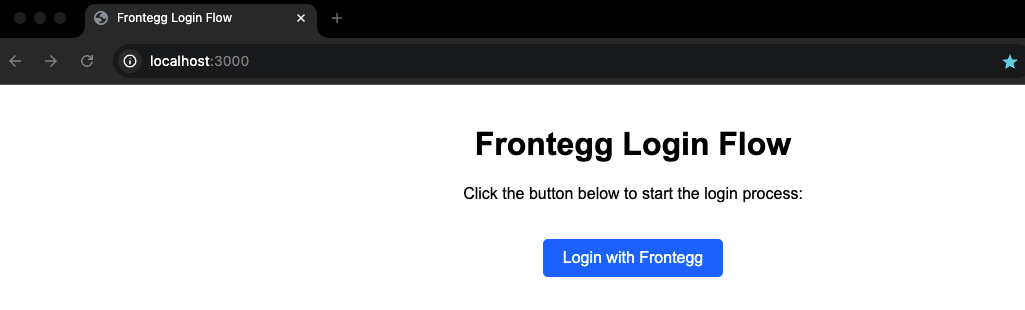 Frontegg Login Flow
localhost:3000
Frontegg Login Flow
Click the button below to start the login process:
Login with Frontegg